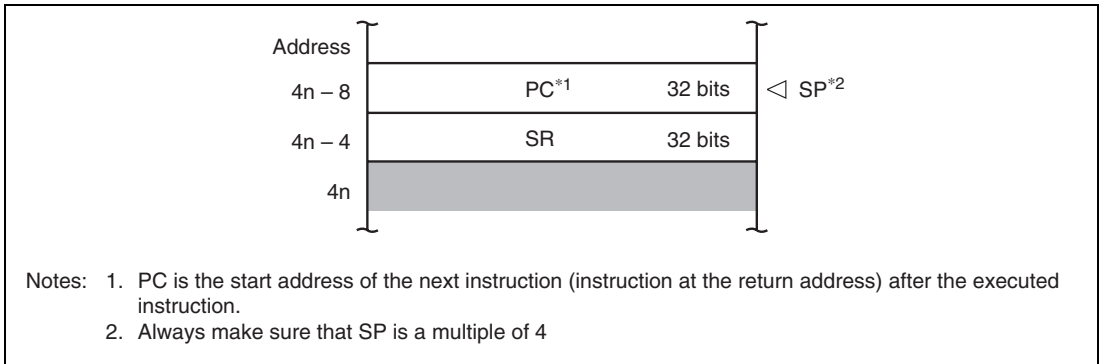 Address
4n – 8 PC*1 32 bits ◁ SP*2
4n – 4 SR 32 bits
4n
Notes: 1. PC is the start address of the next instruction (instruction at the return address) after the executed
instruction.
2. Always make sure that SP is a multiple of 4